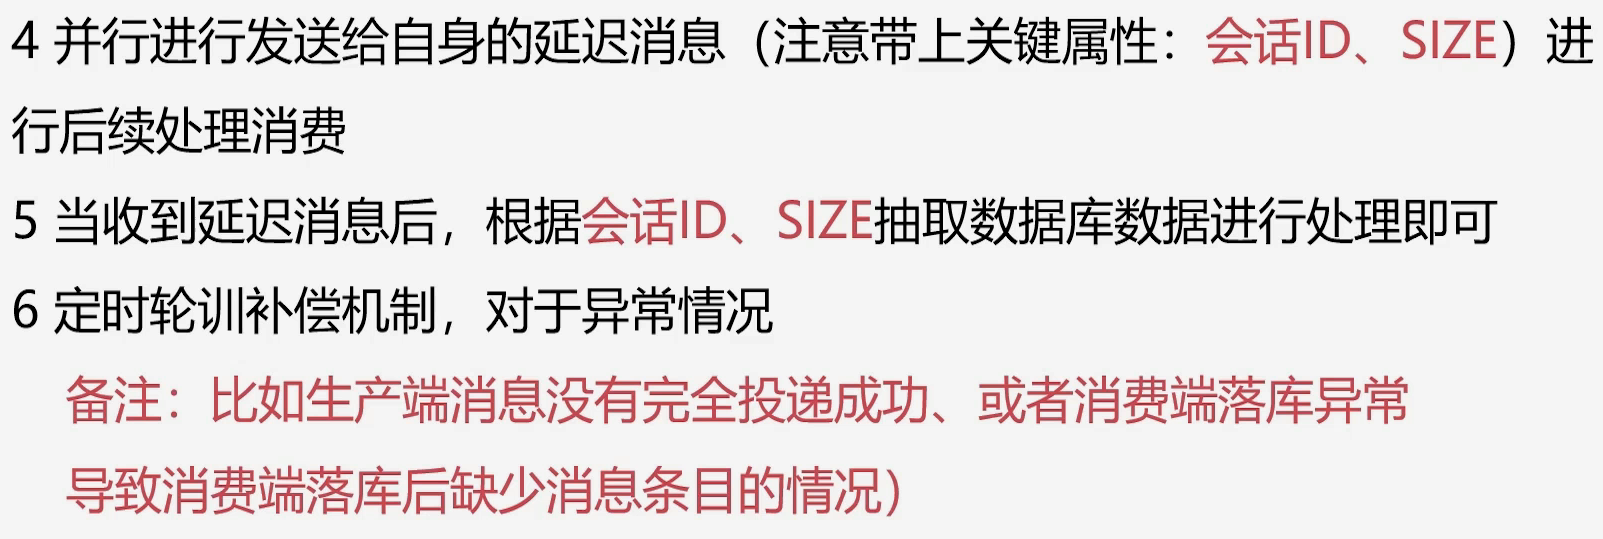 4 并行进行发送给自身的延迟消息（注意带上关键属性：会话ID、SIZE）进
行后续处理消费
5 当收到延迟消息后，根据会话ID、SIZE抽取数据库数据进行处理即可
6 定时轮训补偿机制，对于异常情况
备注：比如生产端消息没有完全投递成功、或者消费端落库异常
导致消费端落库后缺少消息条目的情况）